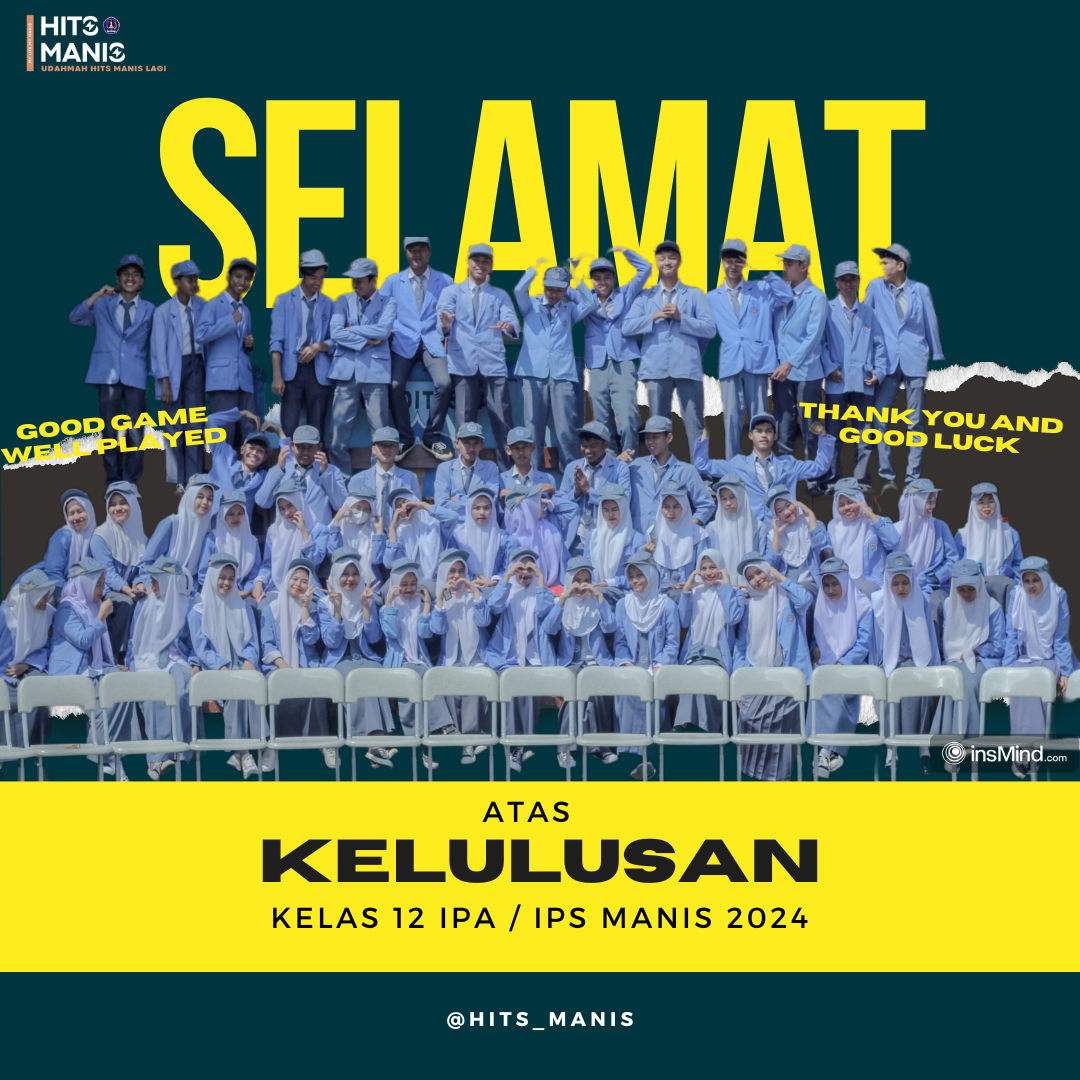 HITS
MANIS
UDAHMAH HITS MANIS LAGI
SELAMAT
GOOD GAME
WELL PLAYED
THANK YOU AND
GOOD LUCK
insMind.com
ATAS
KELULUSAN
KELAS 12 IPA / IPS MANIS 2024
@HITS_MANIS